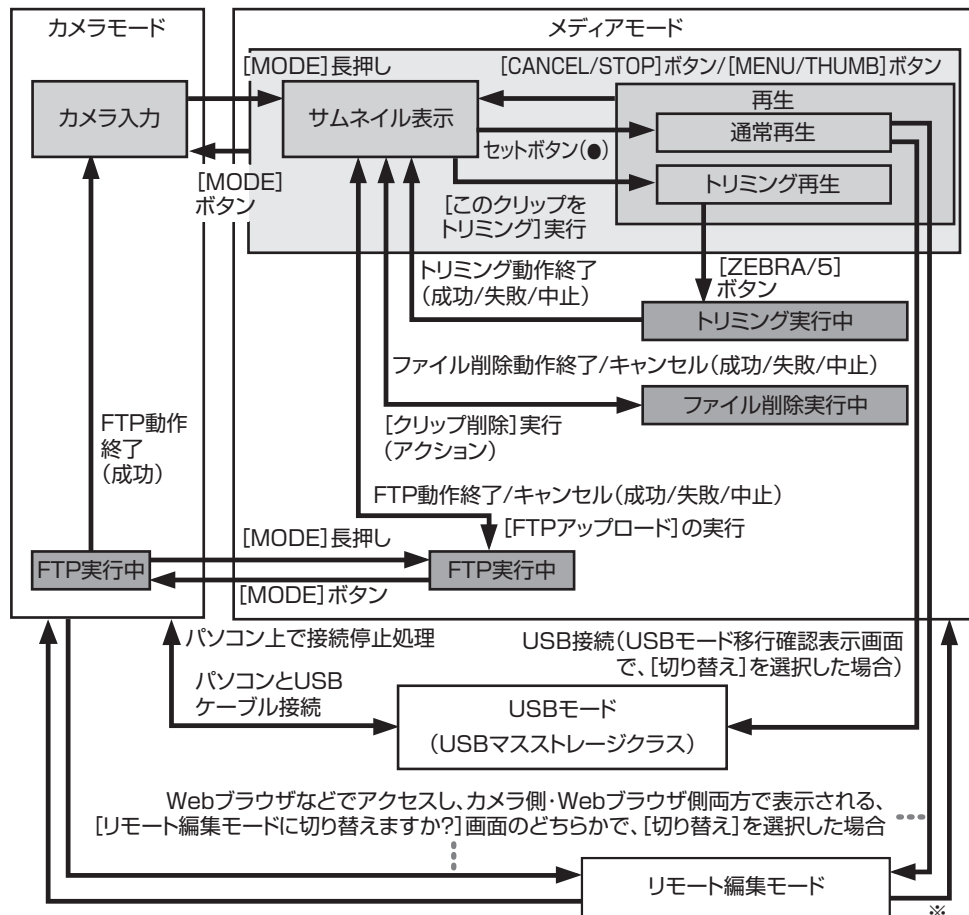 カメラモード
メディアモード
[MODE]長押し
[CANCEL/STOP]ボタン/[MENU/THUMB]ボタン
カメラ入力
サムネイル表示
再生
通常再生
セットボタン(●)
トリミング再生
[MODE]
ボタン
[このクリップを
トリミング]実行
トリミング動作終了
(成功/失敗/中止)
[ZEBRA/5]
ボタン
トリミング実行中
ファイル削除動作終了/キャンセル(成功/失敗/中止)
ファイル削除実行中
[クリップ削除]実行
(アクション)
FTP動作
終了
(成功)
FTP動作終了/キャンセル(成功/失敗/中止)
[FTPアップロード]の実行
[MODE]長押し
FTP実行中
FTP実行中
[MODE]ボタン
パソコン上で接続停止処理
USB接続(USBモード移行確認表示画面
で、[切り替え]を選択した場合)
パソコンとUSB
ケーブル接続
USBモード
(USBマスストレージクラス)
Webブラウザなどでアクセスし、カメラ側・Webブラウザ側両方で表示される、
[リモート編集モードに切り替えますか?]画面のどちらかで、[切り替え]を選択した場合
リモート編集モード
※